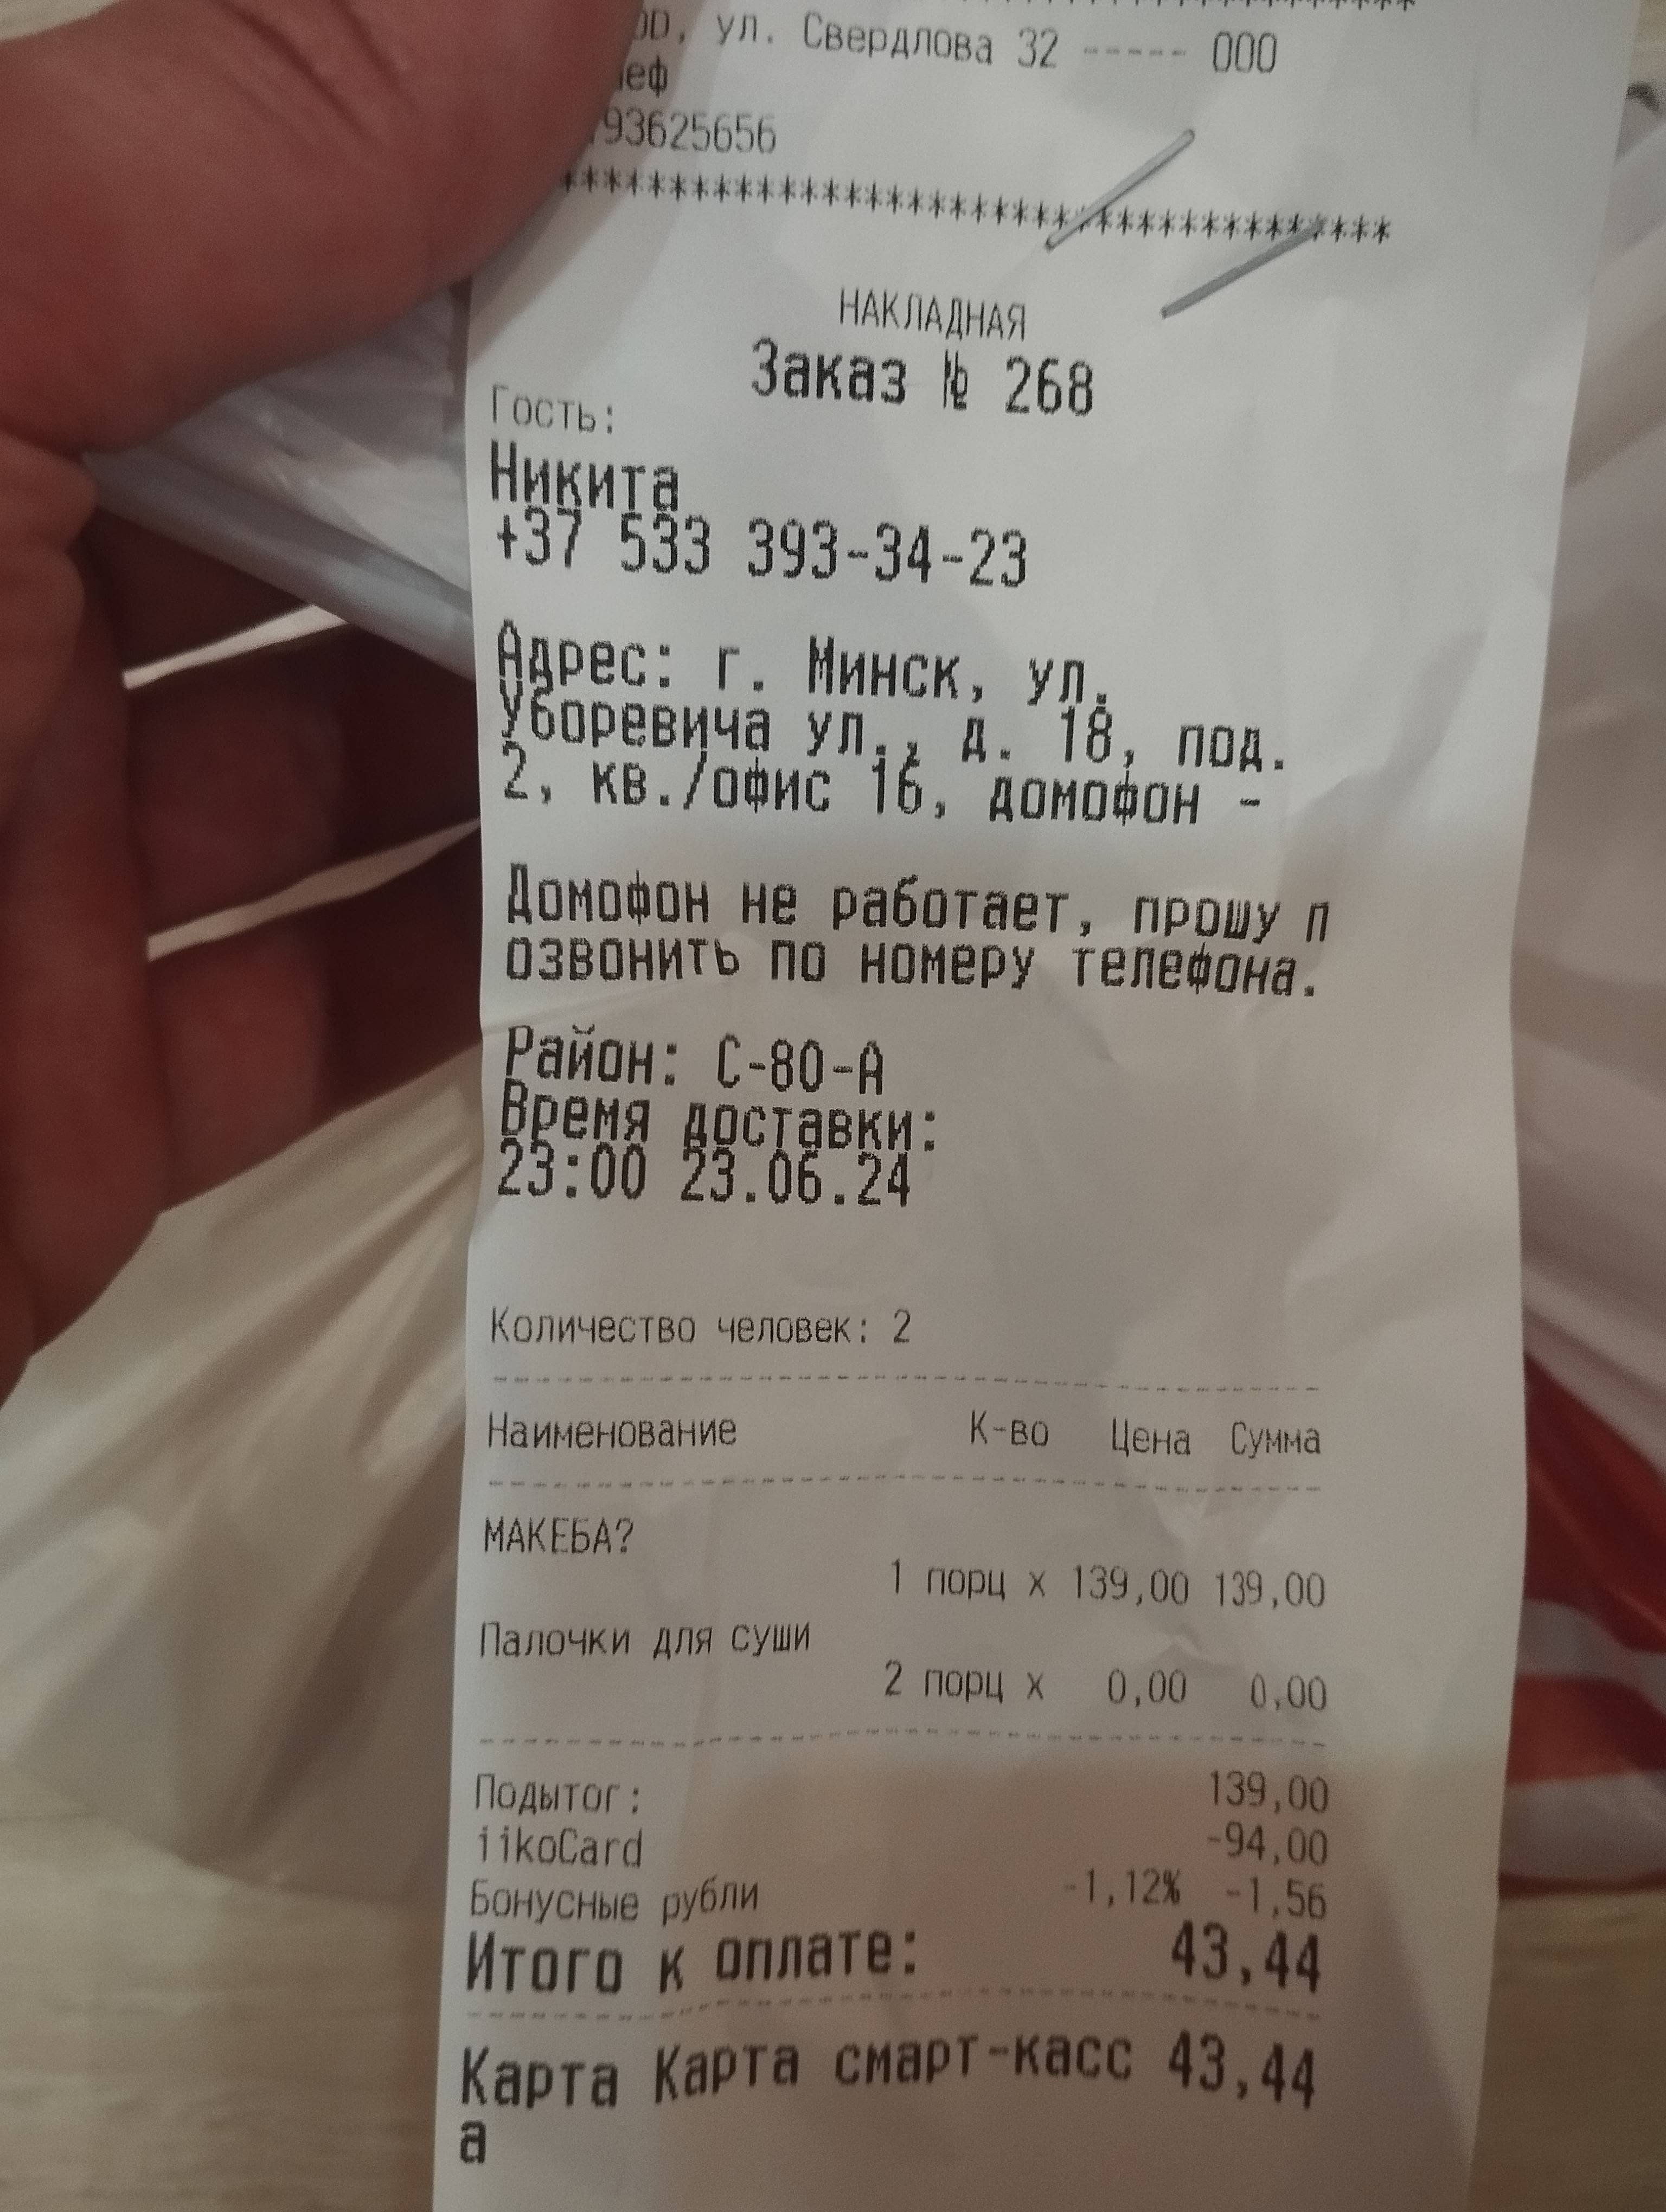 ул. Свердлова 32 ----- ООО
93625656
************************************
НАКЛАДНАЯ
Заказ № 268
Гость:
Никита
+37 533 393-34-23
Адрес: г. Минск, ул.
Уборевича ул., д. 18, под.
2, кв./офис 16, домофон -
Домофон не работает, прошу п
озвонить по номеру телефона.
Район: С-80-А
Время доставки:
23:00 23.06.24
Количество человек: 2
Наименование К-во Цена Сумма
МАКЕБА?
1 порц x 139,00 139,00
Палочки для суши
2 порц x 0,00 0,00
Подытог: 139,00
iikoCard -94,00
Бонусные рубли -1,12% -1,56
Итого к оплате: 43,44
Карта Карта смарт-касс 43,44
а